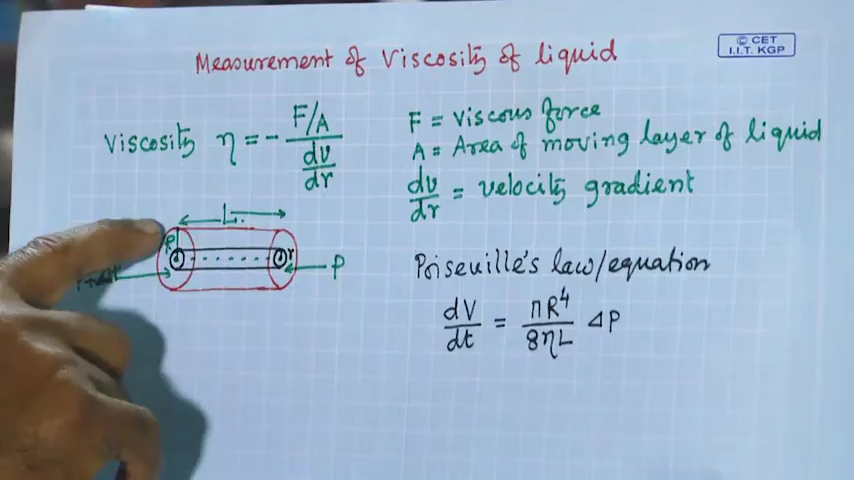 Measurement of Viscosity of liquid
© CET
I.I.T. KGP
Viscosity η = - F/A / dv/dr
F = Viscous force
A = Area of moving layer of liquid
dv/dr = velocity gradient
L
R
r
P
Poiseuille's law/equation
dV/dt = πR⁴/8ηL ΔP